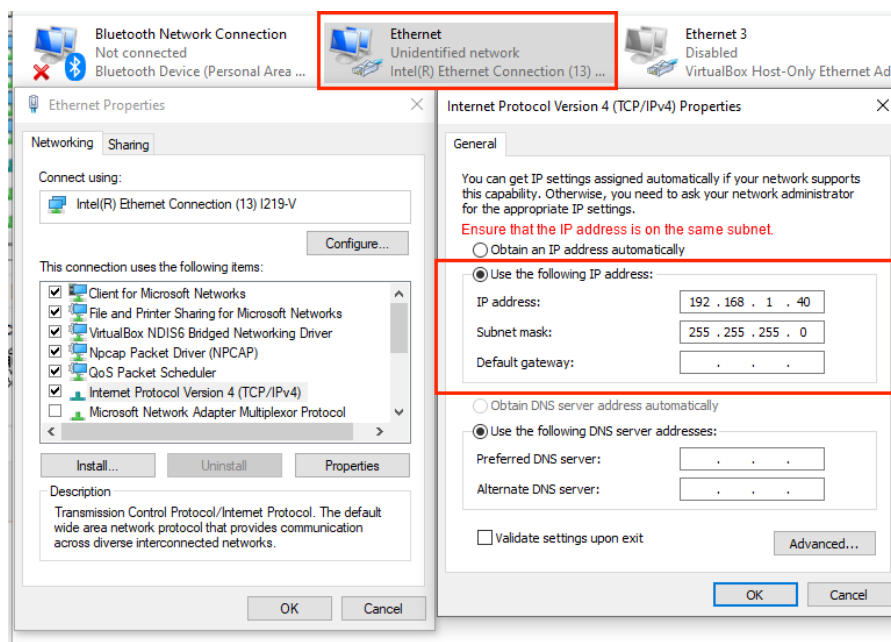 Bluetooth Network Connection
Not connected
Bluetooth Device (Personal Area ...
Ethernet
Unidentified network
Intel(R) Ethernet Connection (13) ...
Ethernet 3
Disabled
VirtualBox Host-Only Ethernet Ad
Ethernet Properties
Networking
Sharing
Connect using:
Intel(R) Ethernet Connection (13) I219-V
Configure...
This connection uses the following items:
Client for Microsoft Networks
File and Printer Sharing for Microsoft Networks
VirtualBox NDIS6 Bridged Networking Driver
Npcap Packet Driver (NPCAP)
QoS Packet Scheduler
Internet Protocol Version 4 (TCP/IPv4)
Microsoft Network Adapter Multiplexor Protocol
Install...
Uninstall
Properties
Description
Transmission Control Protocol/Internet Protocol. The default
wide area network protocol that provides communication
across diverse interconnected networks.
OK
Cancel
Internet Protocol Version 4 (TCP/IPv4) Properties
General
You can get IP settings assigned automatically if your network supports
this capability. Otherwise, you need to ask your network administrator
for the appropriate IP settings.
Ensure that the IP address is on the same subnet.
Obtain an IP address automatically
Use the following IP address:
IP address: 192 . 168 . 1 . 40
Subnet mask: 255 . 255 . 255 . 0
Default gateway: . . .
Obtain DNS server address automatically
Use the following DNS server addresses:
Preferred DNS server: . . .
Alternate DNS server: . . .
Validate settings upon exit
Advanced...
OK
Cancel